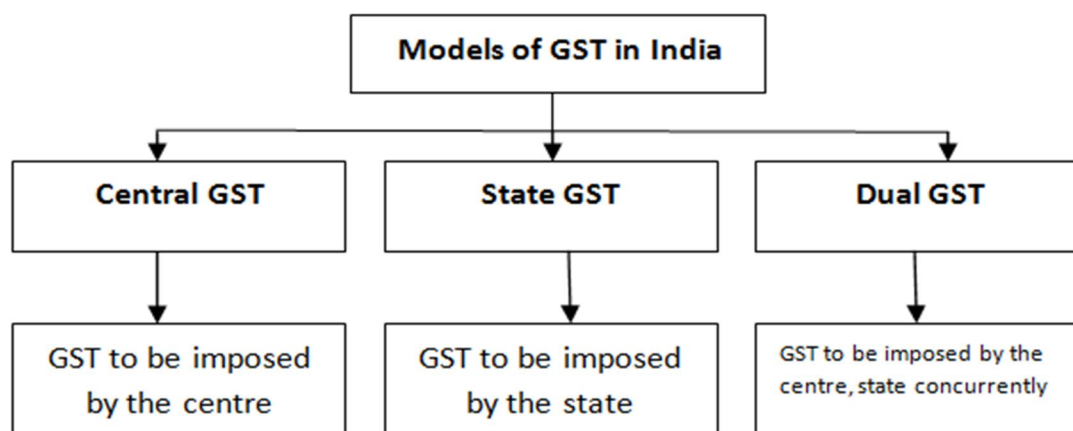 Models of GST in India
Central GST
State GST
Dual GST
GST to be imposed
by the centre
GST to be imposed
by the state
GST to be imposed by the
centre, state concurrently